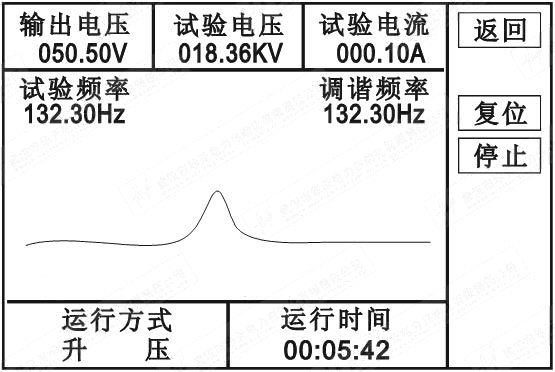 输出电压 试验电压 试验电流 返回
050.50V 018.36KV 000.10A
试验频率 调谐频率
132.30Hz 132.30Hz
复位
停止
运行方式 运行时间
升 压 00:05:42